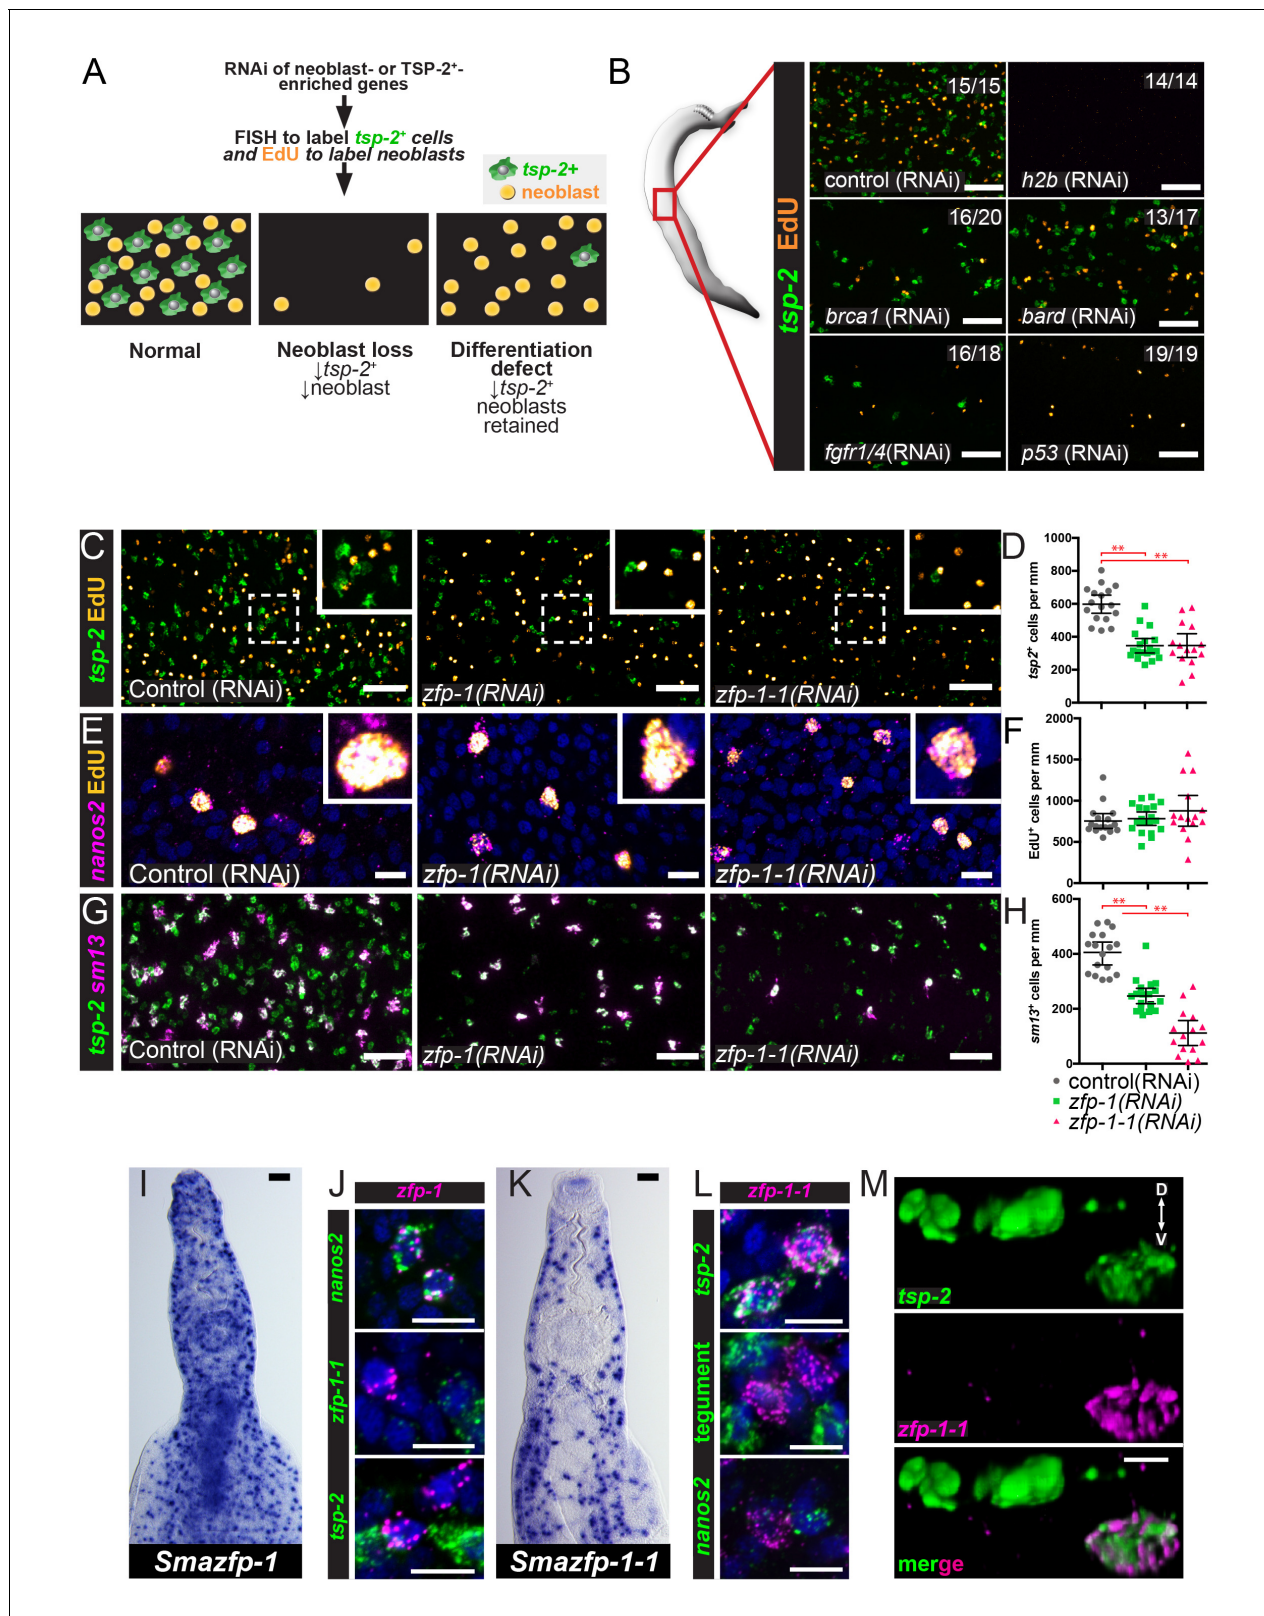 A
RNAi of neoblast- or TSP-2⁺-
enriched genes
FISH to label tsp-2⁺ cells
and EdU to label neoblasts
tsp-2+
neoblast
Normal
Neoblast loss
↓tsp-2⁺
↓neoblast
Differentiation
defect
↓tsp-2⁺
neoblasts
retained
B
tsp-2 EdU
15/15
control (RNAi)
14/14
h2b (RNAi)
16/20
brca1 (RNAi)
13/17
bard (RNAi)
16/18
fgfr1/4(RNAi)
19/19
p53 (RNAi)
C
tsp-2 EdU
Control (RNAi)
zfp-1(RNAi)
zfp-1-1(RNAi)
D
tsp2⁺ cells per mm
1000
800
600
400
200
0
**
**
E
nanos2 EdU
Control (RNAi)
zfp-1(RNAi)
zfp-1-1(RNAi)
F
EdU⁺ cells per mm
2000
1500
1000
500
0
G
tsp-2 sm13
Control (RNAi)
zfp-1(RNAi)
zfp-1-1(RNAi)
H
sm13⁺ cells per mm
600
400
200
0
**
**
control(RNAi)
zfp-1(RNAi)
zfp-1-1(RNAi)
I
Smazfp-1
J
zfp-1
nanos2
zfp-1-1
tsp-2
K
Smazfp-1-1
L
zfp-1-1
tsp-2
tegument
nanos2
M
D
V
tsp-2
zfp-1-1
merge